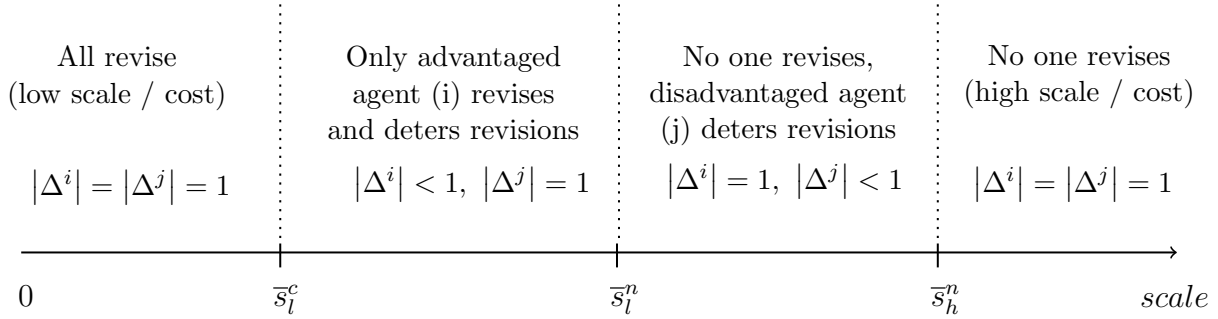 All revise
(low scale / cost)
|Δ^i| = |Δ^j| = 1
Only advantaged
agent (i) revises
and deters revisions
|Δ^i| < 1, |Δ^j| = 1
No one revises,
disadvantaged agent
(j) deters revisions
|Δ^i| = 1, |Δ^j| < 1
No one revises
(high scale / cost)
|Δ^i| = |Δ^j| = 1
0
s̅_l^c
s̅_l^n
s̅_h^n
scale